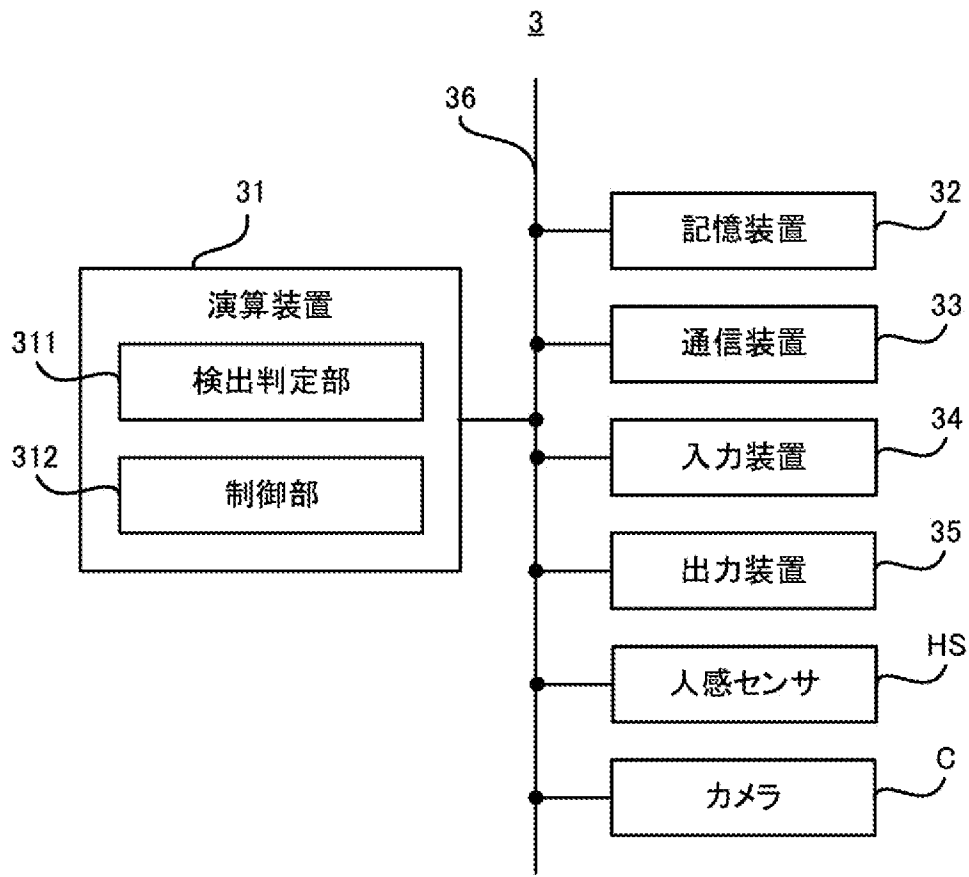 3
36
31
演算装置
311
検出判定部
312
制御部
記憶装置
32
通信装置
33
入力装置
34
出力装置
35
人感センサ
HS
カメラ
C